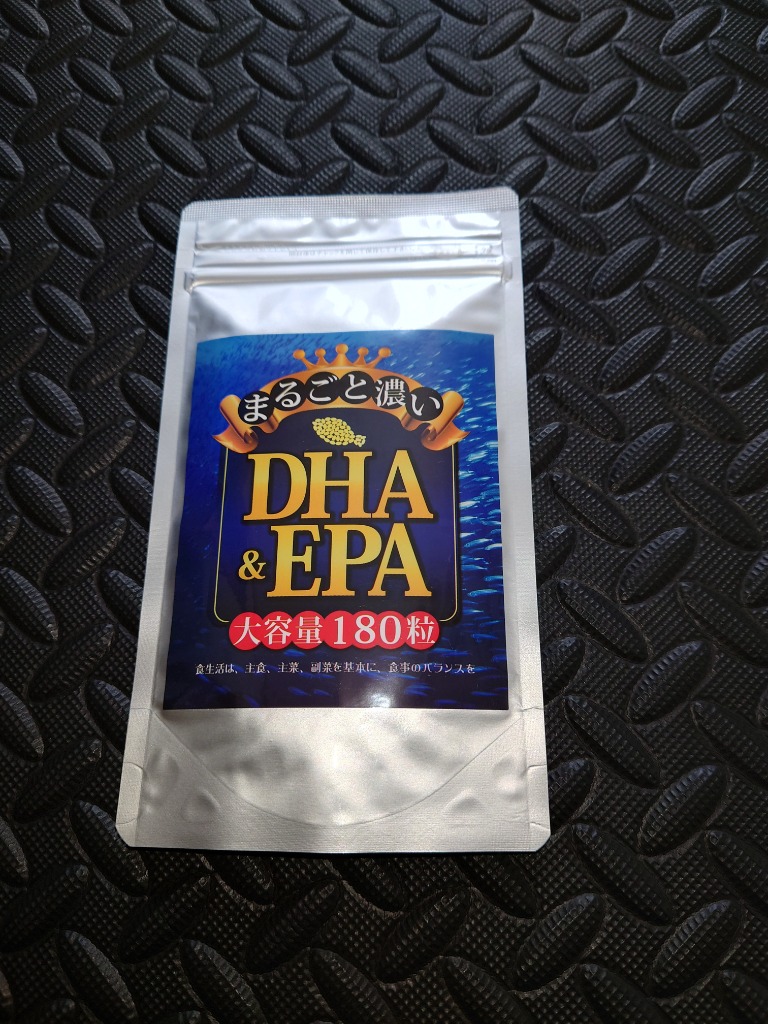 まるごと濃い
DHA
&EPA
大容量180粒
食生活は、主食、主菜、副菜を基本に、食事のバランスを